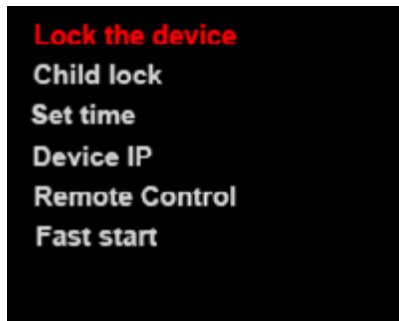 Lock the device
Child lock
Set time
Device IP
Remote Control
Fast start